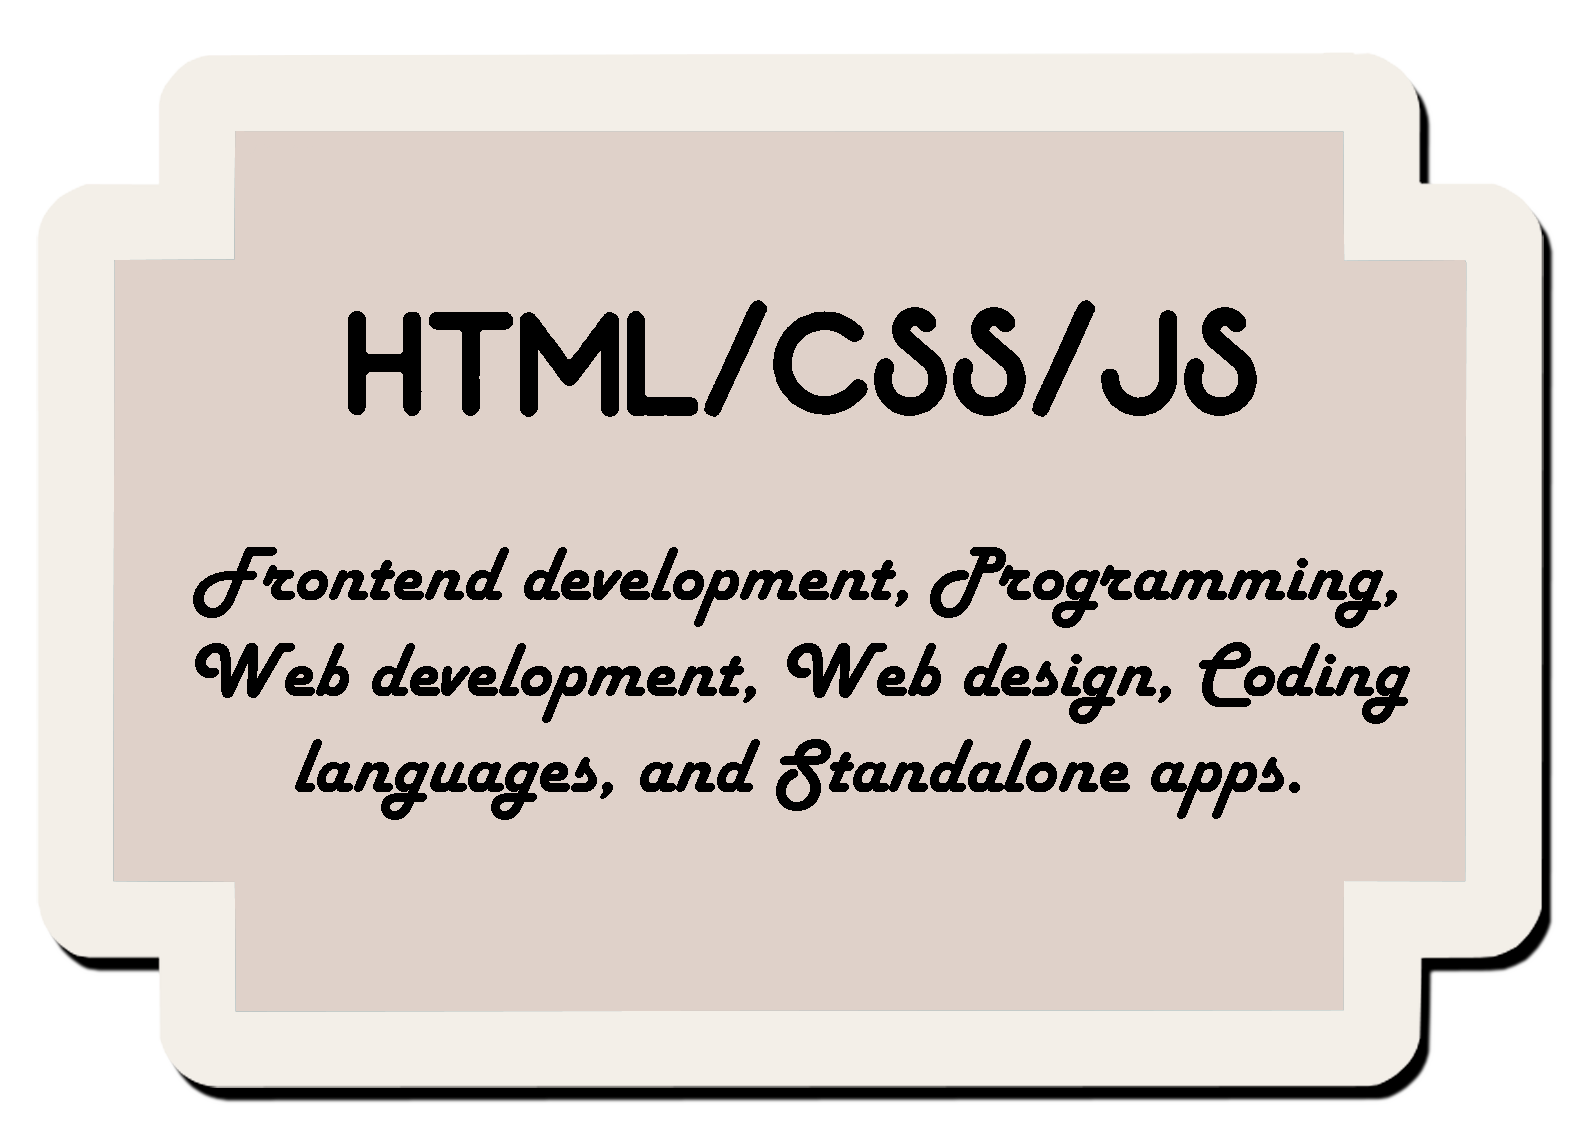 HTML/CSS/JS
Frontend development, Programming,
Web development, Web design, Coding
languages, and Standalone apps.